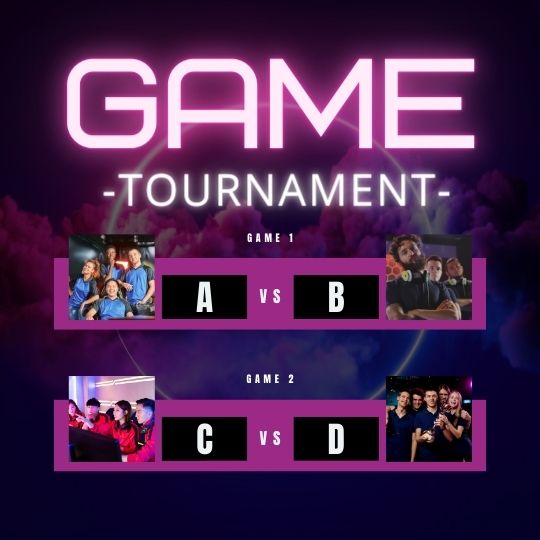 GAME
-TOURNAMENT-
GAME 1
A VS B
GAME 2
C VS D